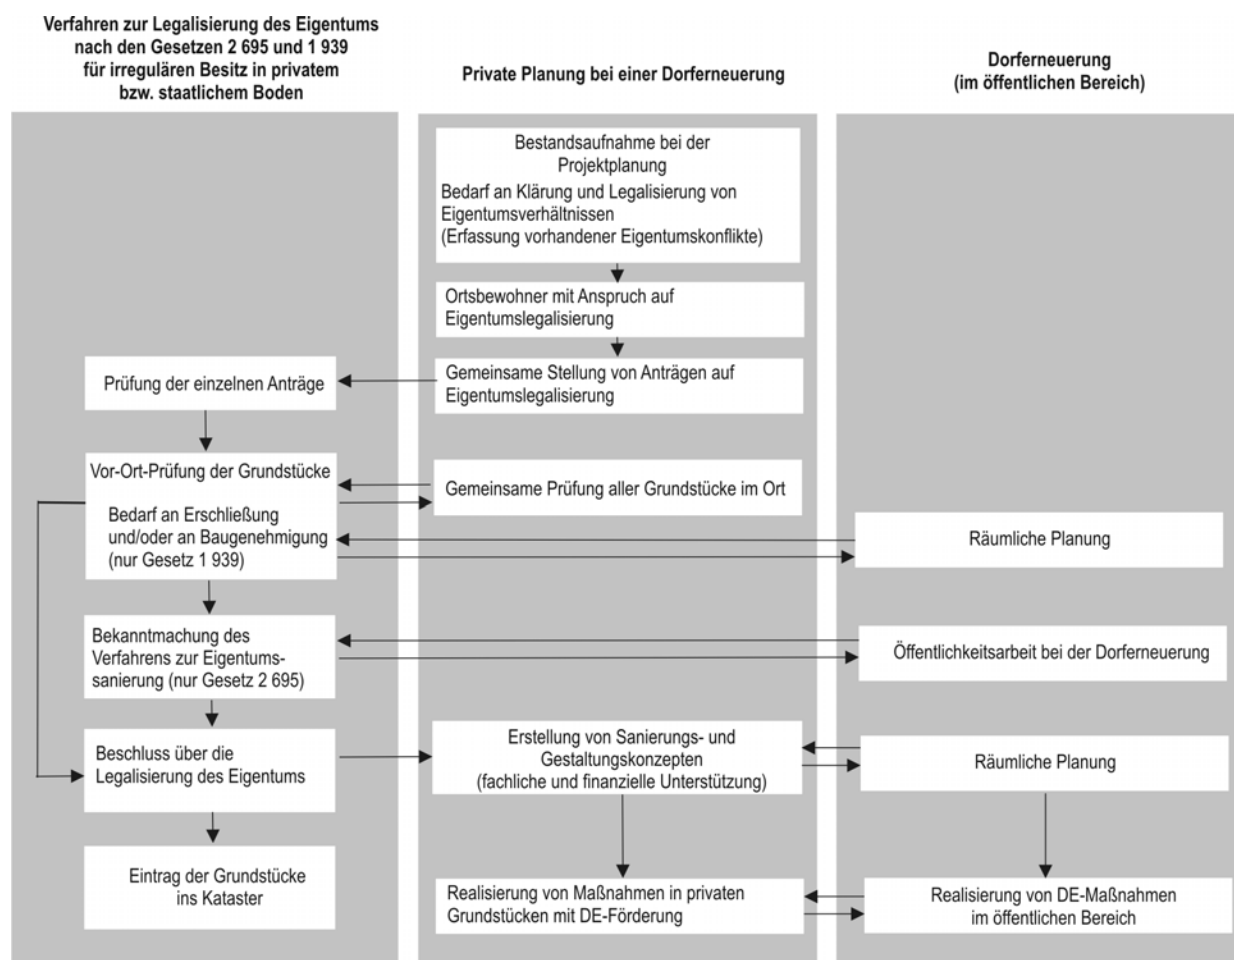 Verfahren zur Legalisierung des Eigentums
nach den Gesetzen 2 695 und 1 939
für irregulären Besitz in privatem
bzw. staatlichem Boden
Private Planung bei einer Dorferneuerung
Dorferneuerung
(im öffentlichen Bereich)
Bestandsaufnahme bei der
Projektplanung
Bedarf an Klärung und Legalisierung von
Eigentumsverhältnissen
(Erfassung vorhandener Eigentumskonflikte)
Ortsbewohner mit Anspruch auf
Eigentumslegalisierung
Prüfung der einzelnen Anträge
Gemeinsame Stellung von Anträgen auf
Eigentumslegalisierung
Vor-Ort-Prüfung der Grundstücke
Bedarf an Erschließung
und/oder an Baugenehmigung
(nur Gesetz 1 939)
Gemeinsame Prüfung aller Grundstücke im Ort
Räumliche Planung
Bekanntmachung des
Verfahrens zur Eigentums-
sanierung (nur Gesetz 2 695)
Öffentlichkeitsarbeit bei der Dorferneuerung
Beschluss über die
Legalisierung des Eigentums
Erstellung von Sanierungs- und
Gestaltungskonzepten
(fachliche und finanzielle Unterstützung)
Räumliche Planung
Eintrag der Grundstücke
ins Kataster
Realisierung von Maßnahmen in privaten
Grundstücken mit DE-Förderung
Realisierung von DE-Maßnahmen
im öffentlichen Bereich